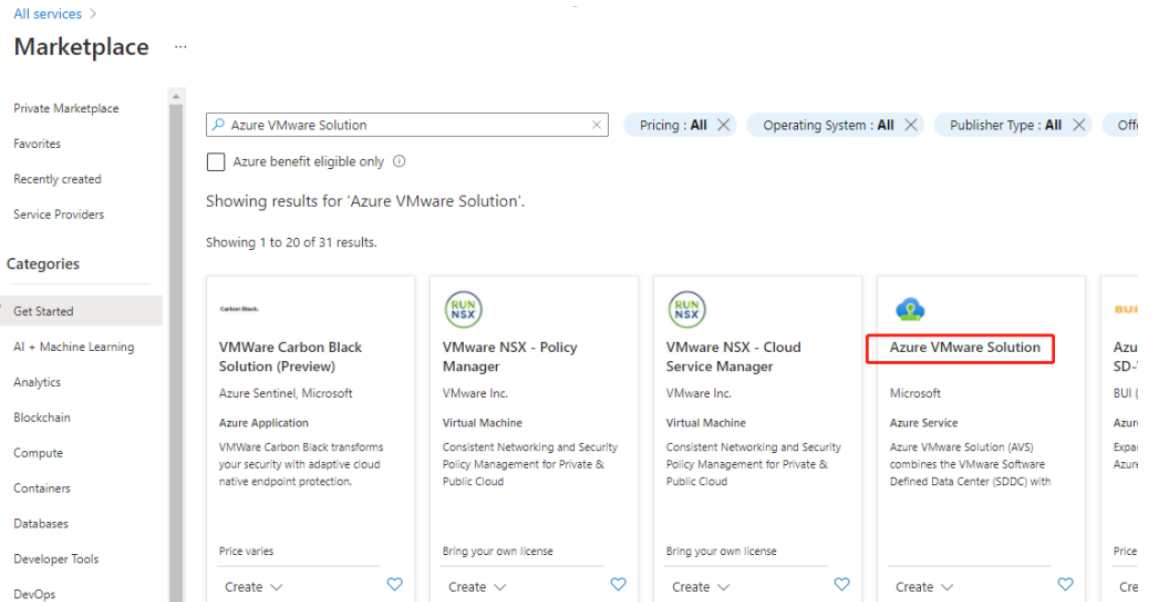 All services >
Marketplace ...
Private Marketplace
Favorites
Recently created
Service Providers
Categories
Get Started
AI + Machine Learning
Analytics
Blockchain
Compute
Containers
Databases
Developer Tools
DevOps
Azure VMware Solution
Pricing : All
Operating System : All
Publisher Type : All
Azure benefit eligible only
Showing results for 'Azure VMware Solution'.
Showing 1 to 20 of 31 results.
Carbon Black.
VMWare Carbon Black
Solution (Preview)
Azure Sentinel, Microsoft
Azure Application
VMWare Carbon Black transforms
your security with adaptive cloud
native endpoint protection.
Price varies
Create
RUN
NSX
VMware NSX - Policy
Manager
VMware Inc.
Virtual Machine
Consistent Networking and Security
Policy Management for Private &
Public Cloud
Bring your own license
Create
RUN
NSX
VMware NSX - Cloud
Service Manager
VMware Inc.
Virtual Machine
Consistent Networking and Security
Policy Management for Private &
Public Cloud
Bring your own license
Create
Azure VMware Solution
Microsoft
Azure Service
Azure VMware Solution (AVS)
combines the VMware Software
Defined Data Center (SDDC) with
Create
BUI
SD-
BUI (
Price